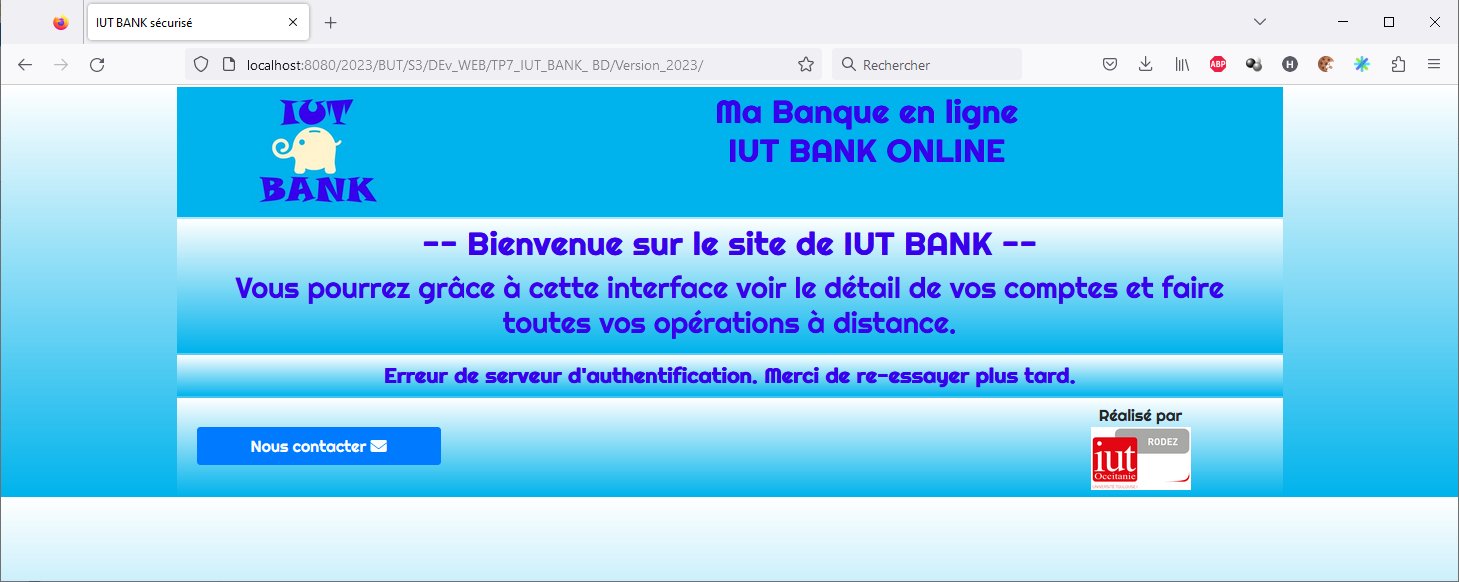 IUT BANK sécurisé
localhost:8080/2023/BUT/S3/DEv_WEB/TP7_IUT_BANK_ BD/Version_2023/
Rechercher
ABP
H
IUT
BANK
Ma Banque en ligne
IUT BANK ONLINE
-- Bienvenue sur le site de IUT BANK --
Vous pourrez grâce à cette interface voir le détail de vos comptes et faire
toutes vos opérations à distance.
Erreur de serveur d'authentification. Merci de re-essayer plus tard.
Nous contacter
Réalisé par
RODEZ
iut
Occitanie